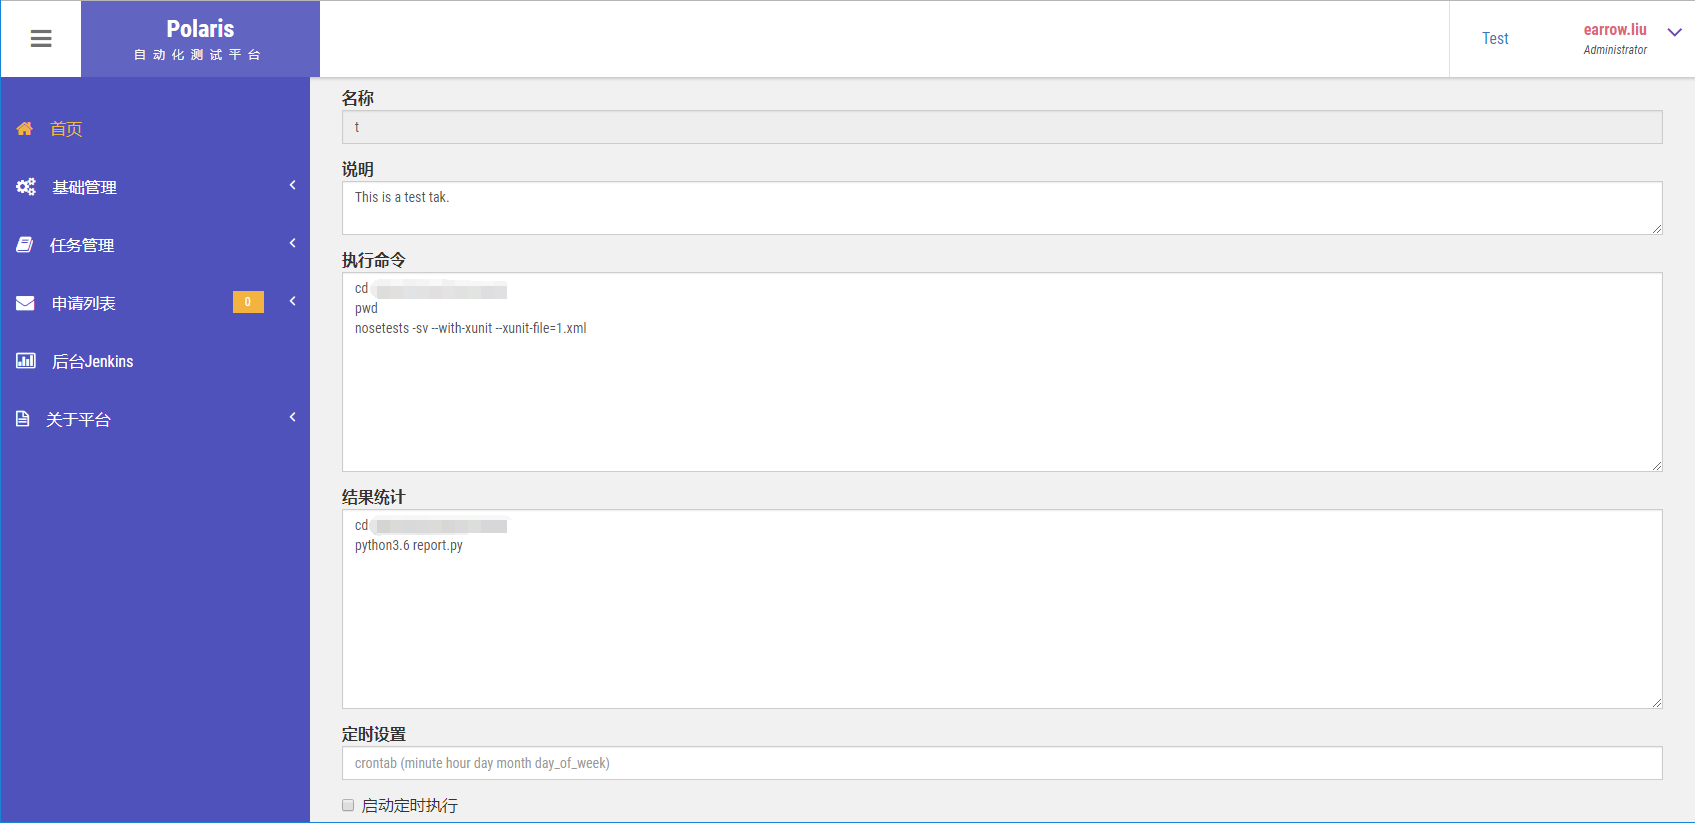 Polaris
自动化测试平台
Test
earrow.liu
Administrator
首页
基础管理
任务管理
申请列表 0
后台Jenkins
关于平台
名称
t
说明
This is a test tak.
执行命令
cd
pwd
nosetests -sv --with-xunit --xunit-file=1.xml
结果统计
cd
python3.6 report.py
定时设置
crontab (minute hour day month day_of_week)
启动定时执行